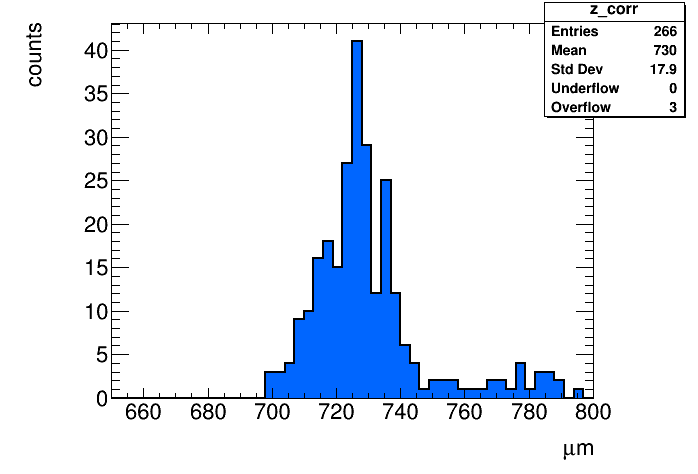 z_corr
Entries 266
Mean 730
Std Dev 17.9
Underflow 0
Overflow 3
counts
40
35
30
25
20
15
10
5
0
660 680 700 720 740 760 780 800
μm